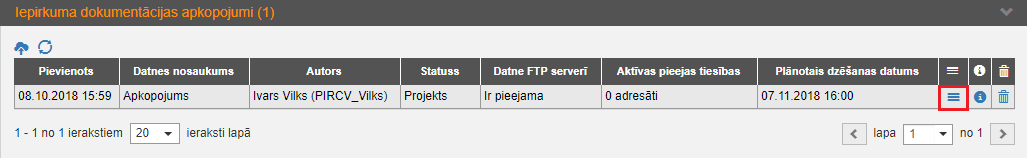 Iepirkuma dokumentācijas apkopojumi (1)
Pievienots Datnes nosaukums Autors Statuss Datne FTP serverī Aktīvas pieejas tiesības Plānotais dzēšanas datums
08.10.2018 15:59 Apkopojums Ivars Vilks (PIRCV_Vilks) Projekts Ir pieejama 0 adresāti 07.11.2018 16:00
1 - 1 no 1 ierakstiem 20 ieraksti lapā lapa 1 no 1